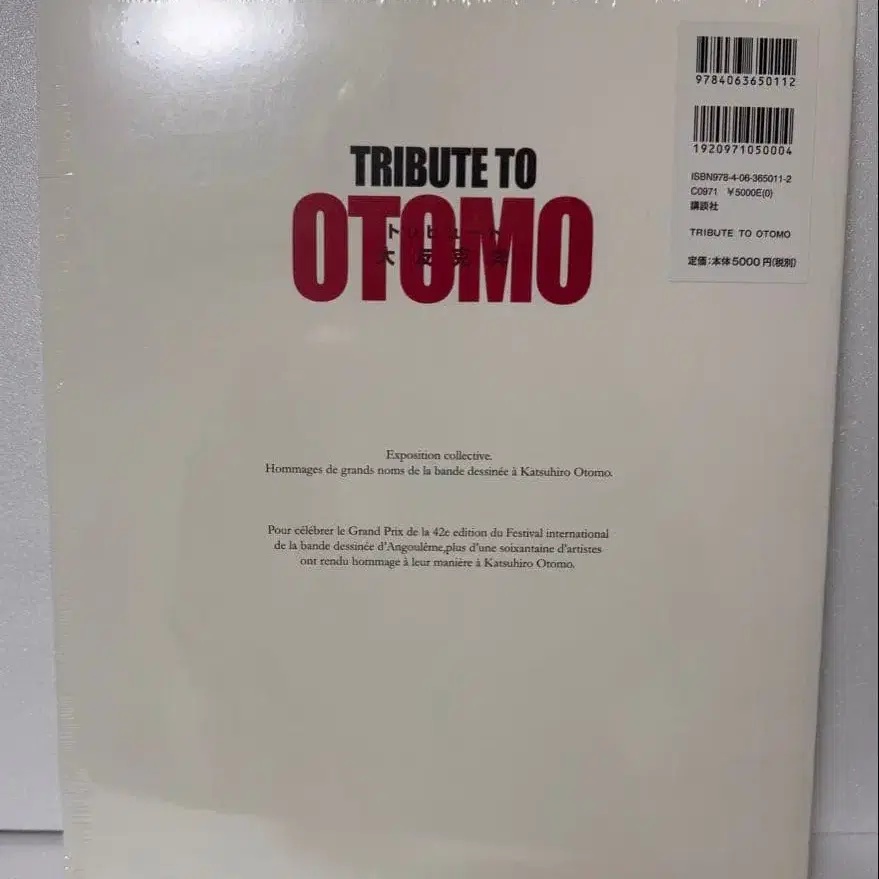 9784063650112
1920971050004
ISBN978-4-06-365011-2
C0971 ¥5000E(0)
講談社
TRIBUTE TO OTOMO
定価:本体5000円(税別)
TRIBUTE TO
OTOMO
トリビュート
大友克洋
Exposition collective.
Hommages de grands noms de la bande dessinée à Katsuhiro Otomo.
Pour célébrer le Grand Prix de la 42e edition du Festival international
de la bande dessinée d'Angoulême,plus d'une soixantaine d'artistes
ont rendu hommage à leur manière à Katsuhiro Otomo.